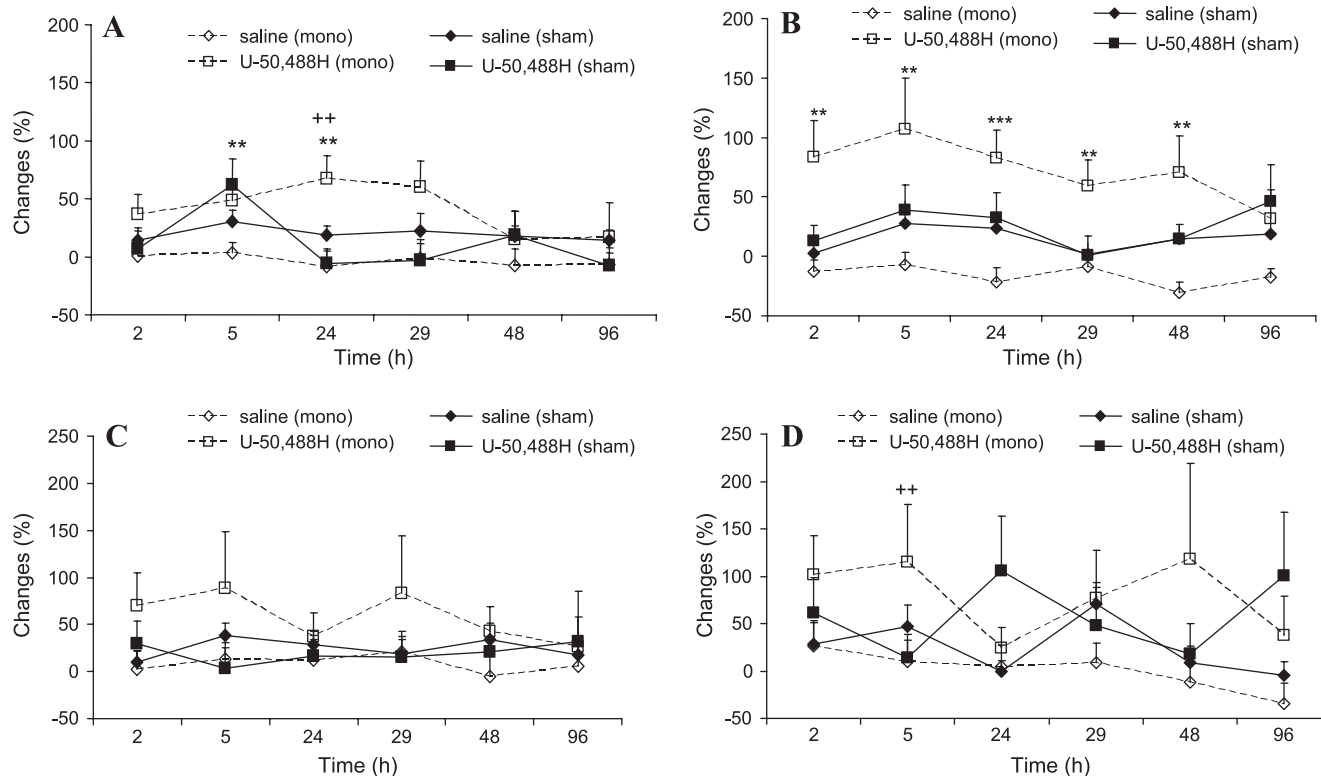 A
saline (mono) saline (sham)
U-50,488H (mono) U-50,488H (sham)
200
150
100
50
0
-50
Changes (%)
++
** **
2 5 24 29 48 96
Time (h)
B
saline (mono) saline (sham)
U-50,488H (mono) U-50,488H (sham)
200
150
100
50
0
-50
Changes (%)
** ** *** ** **
2 5 24 29 48 96
Time (h)
C
saline (mono) saline (sham)
U-50,488H (mono) U-50,488H (sham)
250
200
150
100
50
0
-50
Changes (%)
2 5 24 29 48 96
Time (h)
D
saline (mono) saline (sham)
U-50,488H (mono) U-50,488H (sham)
250
200
150
100
50
0
-50
Changes (%)
++
2 5 24 29 48 96
Time (h)